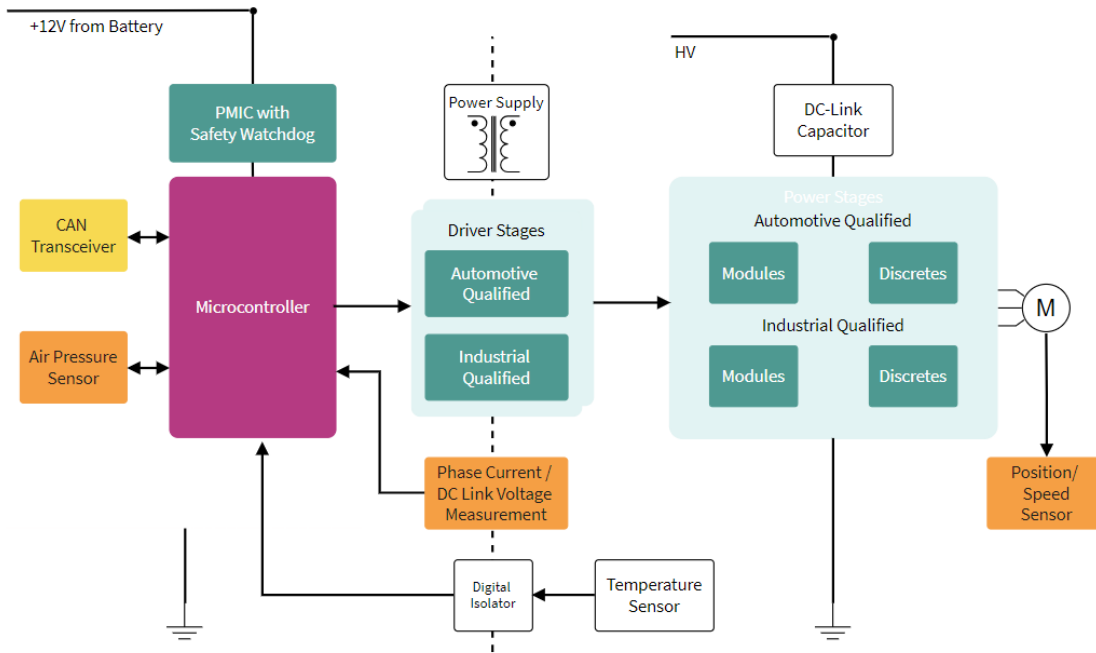 +12V from Battery
HV
PMIC with
Safety Watchdog
Power Supply
DC-Link
Capacitor
CAN
Transceiver
Microcontroller
Driver Stages
Automotive
Qualified
Industrial
Qualified
Power Stages
Automotive Qualified
Modules
Discretes
Industrial Qualified
Modules
Discretes
M
Air Pressure
Sensor
Phase Current /
DC Link Voltage
Measurement
Position/
Speed
Sensor
Digital
Isolator
Temperature
Sensor